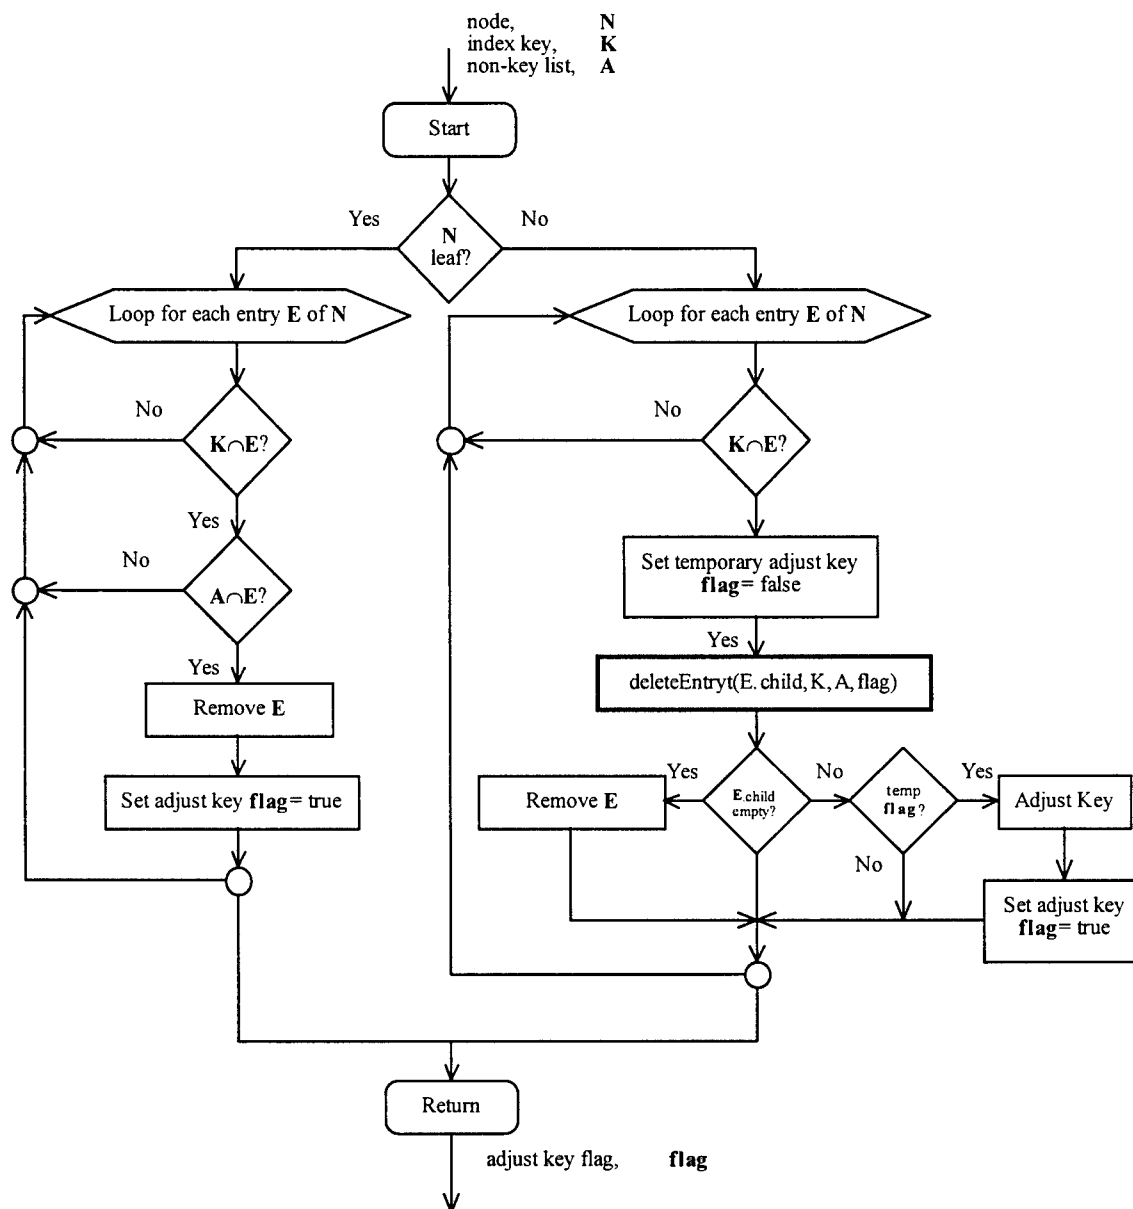 node, N
index key, K
non-key list, A
Start
Yes
No
N
leaf?
Loop for each entry E of N
Loop for each entry E of N
No
No
K∩E?
K∩E?
Yes
No
A∩E?
Set temporary adjust key
flag= false
Yes
Yes
deleteEntryt(E.child, K, A, flag)
Remove E
Set adjust key flag= true
Yes
Remove E
E.child
empty?
No
temp
flag?
Yes
Adjust Key
No
Set adjust key
flag= true
Return
adjust key flag, flag